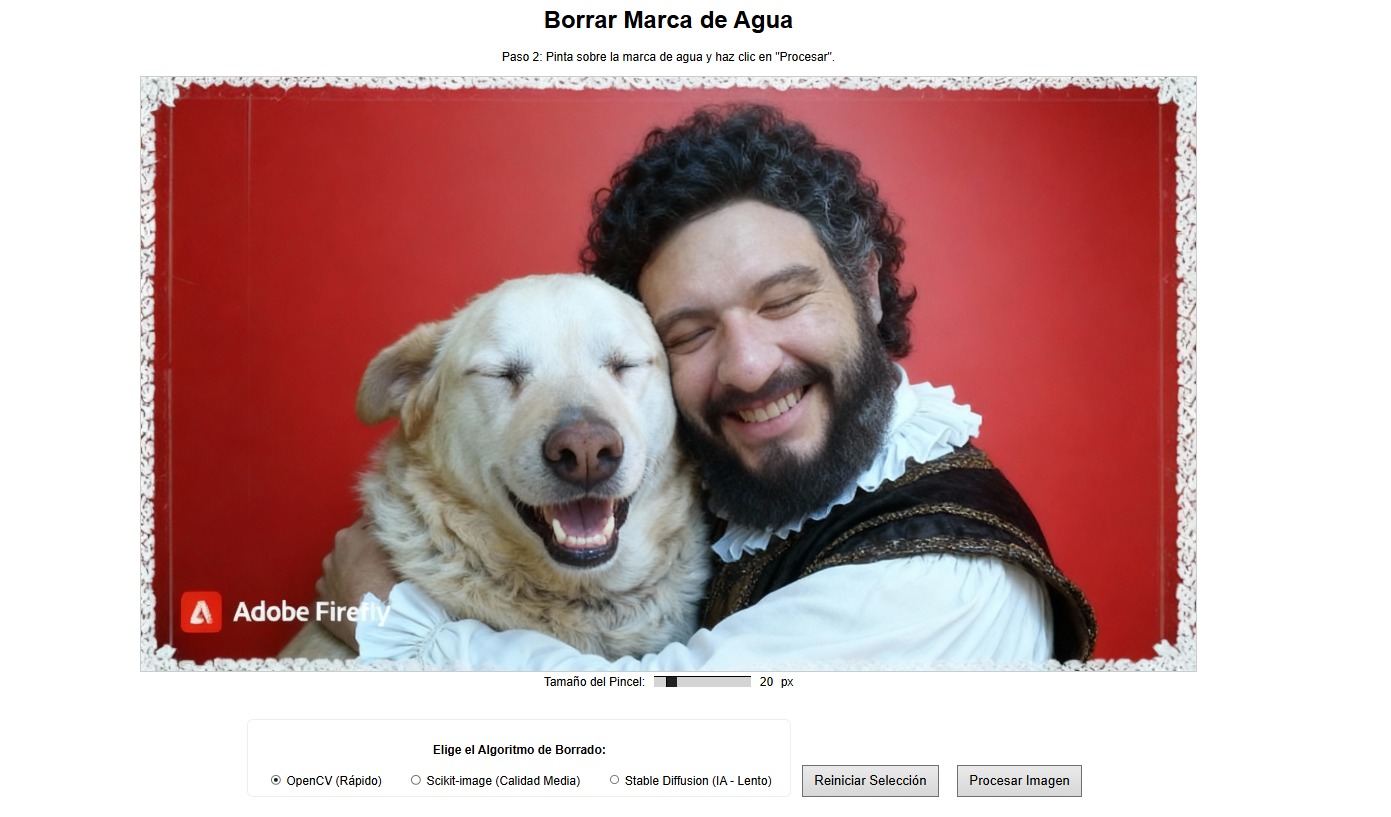 Borrar Marca de Agua
Paso 2: Pinta sobre la marca de agua y haz clic en "Procesar".
Adobe Firefly
Tamaño del Pincel: 20 px
Elige el Algoritmo de Borrado:
OpenCV (Rápido) Scikit-image (Calidad Media) Stable Diffusion (IA - Lento) Reiniciar Selección Procesar Imagen